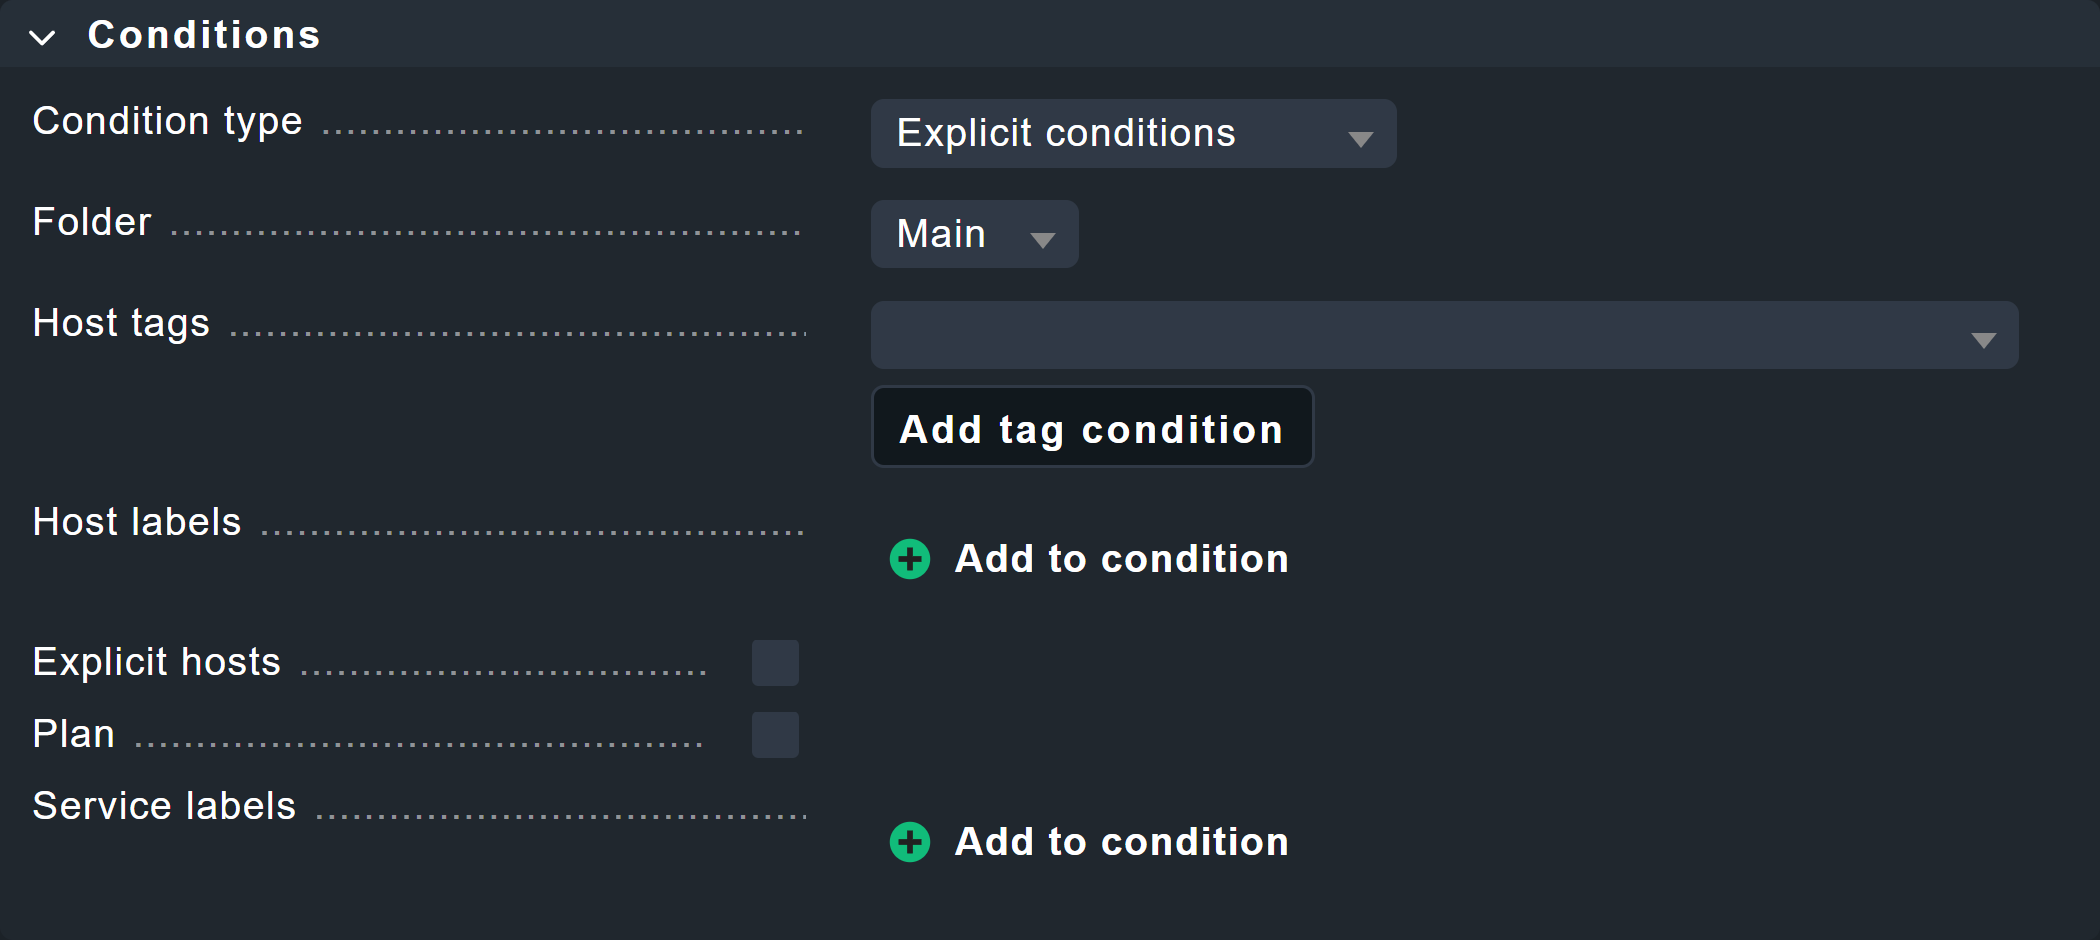 Conditions
Condition type
Explicit conditions
Folder
Main
Host tags
Add tag condition
Host labels
Add to condition
Explicit hosts
Plan
Service labels
Add to condition